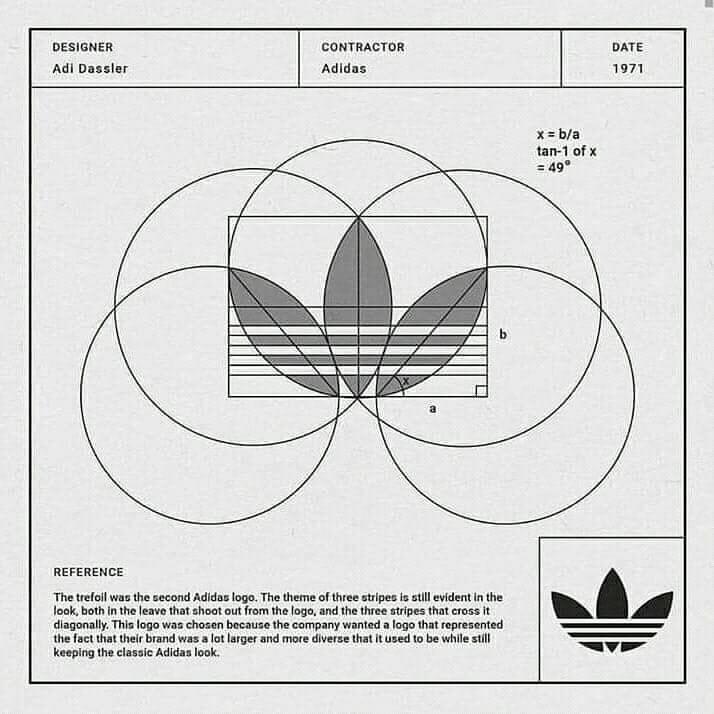 DESIGNER
Adi Dassler
CONTRACTOR
Adidas
DATE
1971
x = b/a
tan-1 of x
= 49°
b
x
a
REFERENCE
The trefoil was the second Adidas logo. The theme of three stripes is still evident in the
look, both in the leave that shoot out from the logo, and the three stripes that cross it
diagonally. This logo was chosen because the company wanted a logo that represented
the fact that their brand was a lot larger and more diverse that it used to be while still
keeping the classic Adidas look.